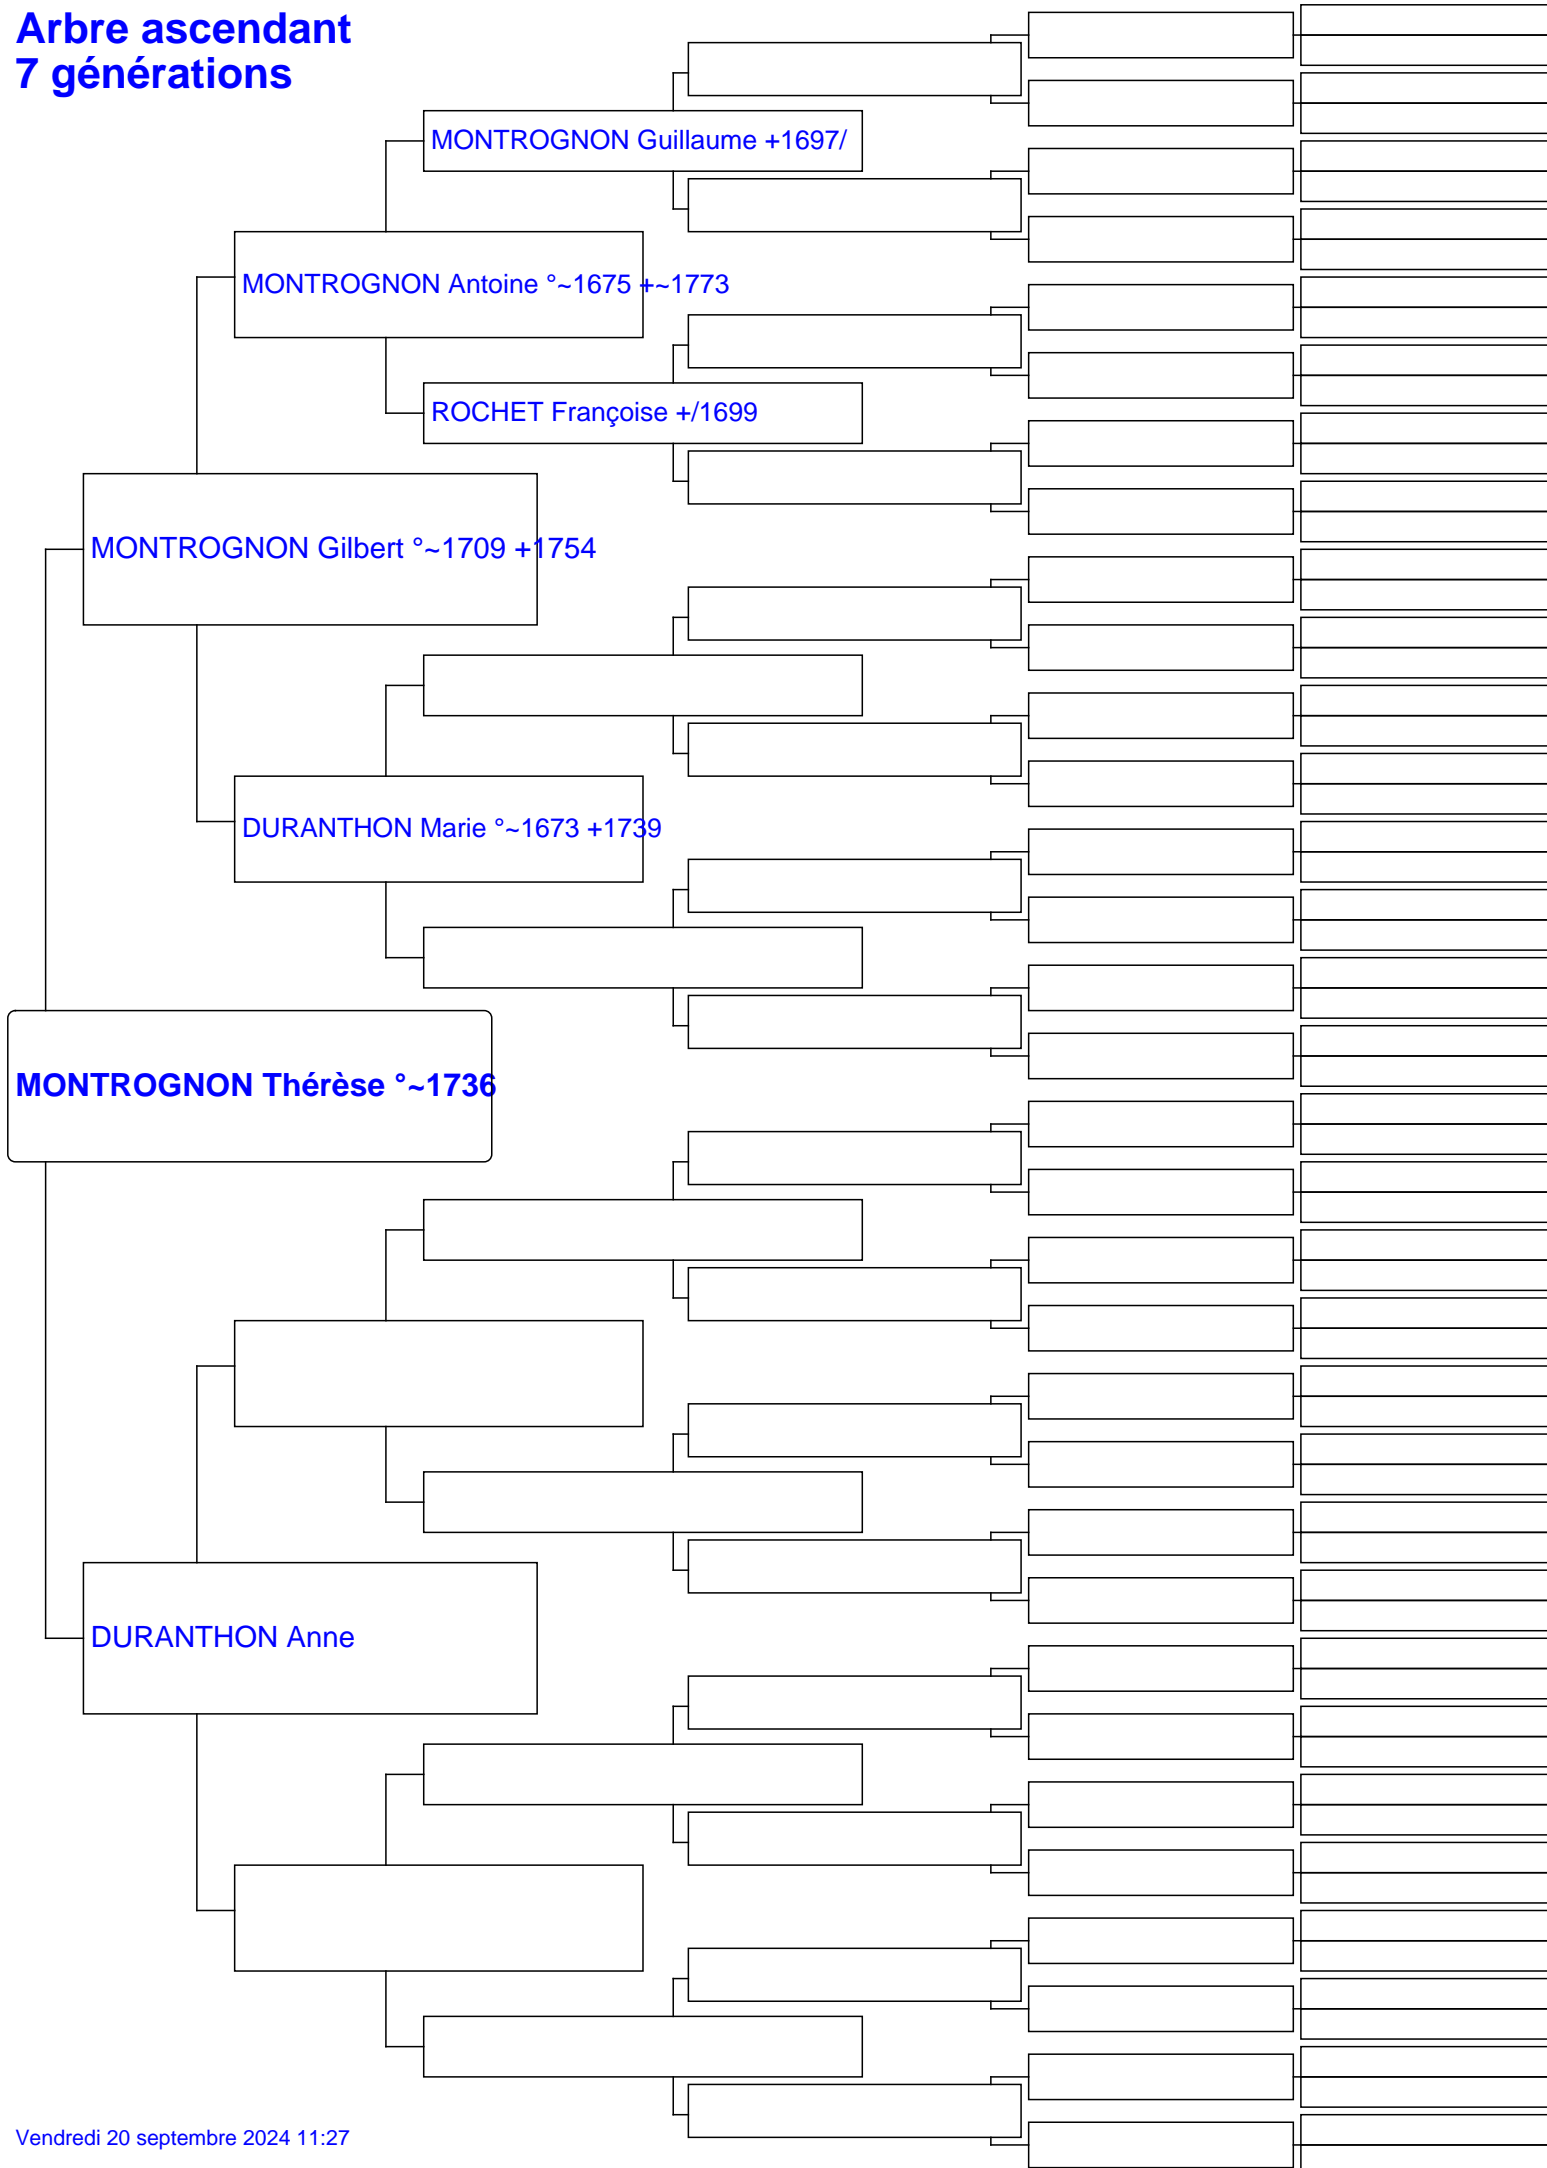 Arbre ascendant
7 générations
MONTROGNON Guillaume +1697/
MONTROGNON Antoine °~1675 +~1773
ROCHET Françoise +/1699
MONTROGNON Gilbert °~1709 +1754
DURANTHON Marie °~1673 +1739
MONTROGNON Thérèse °~1736
DURANTHON Anne
Vendredi 20 septembre 2024 11:27